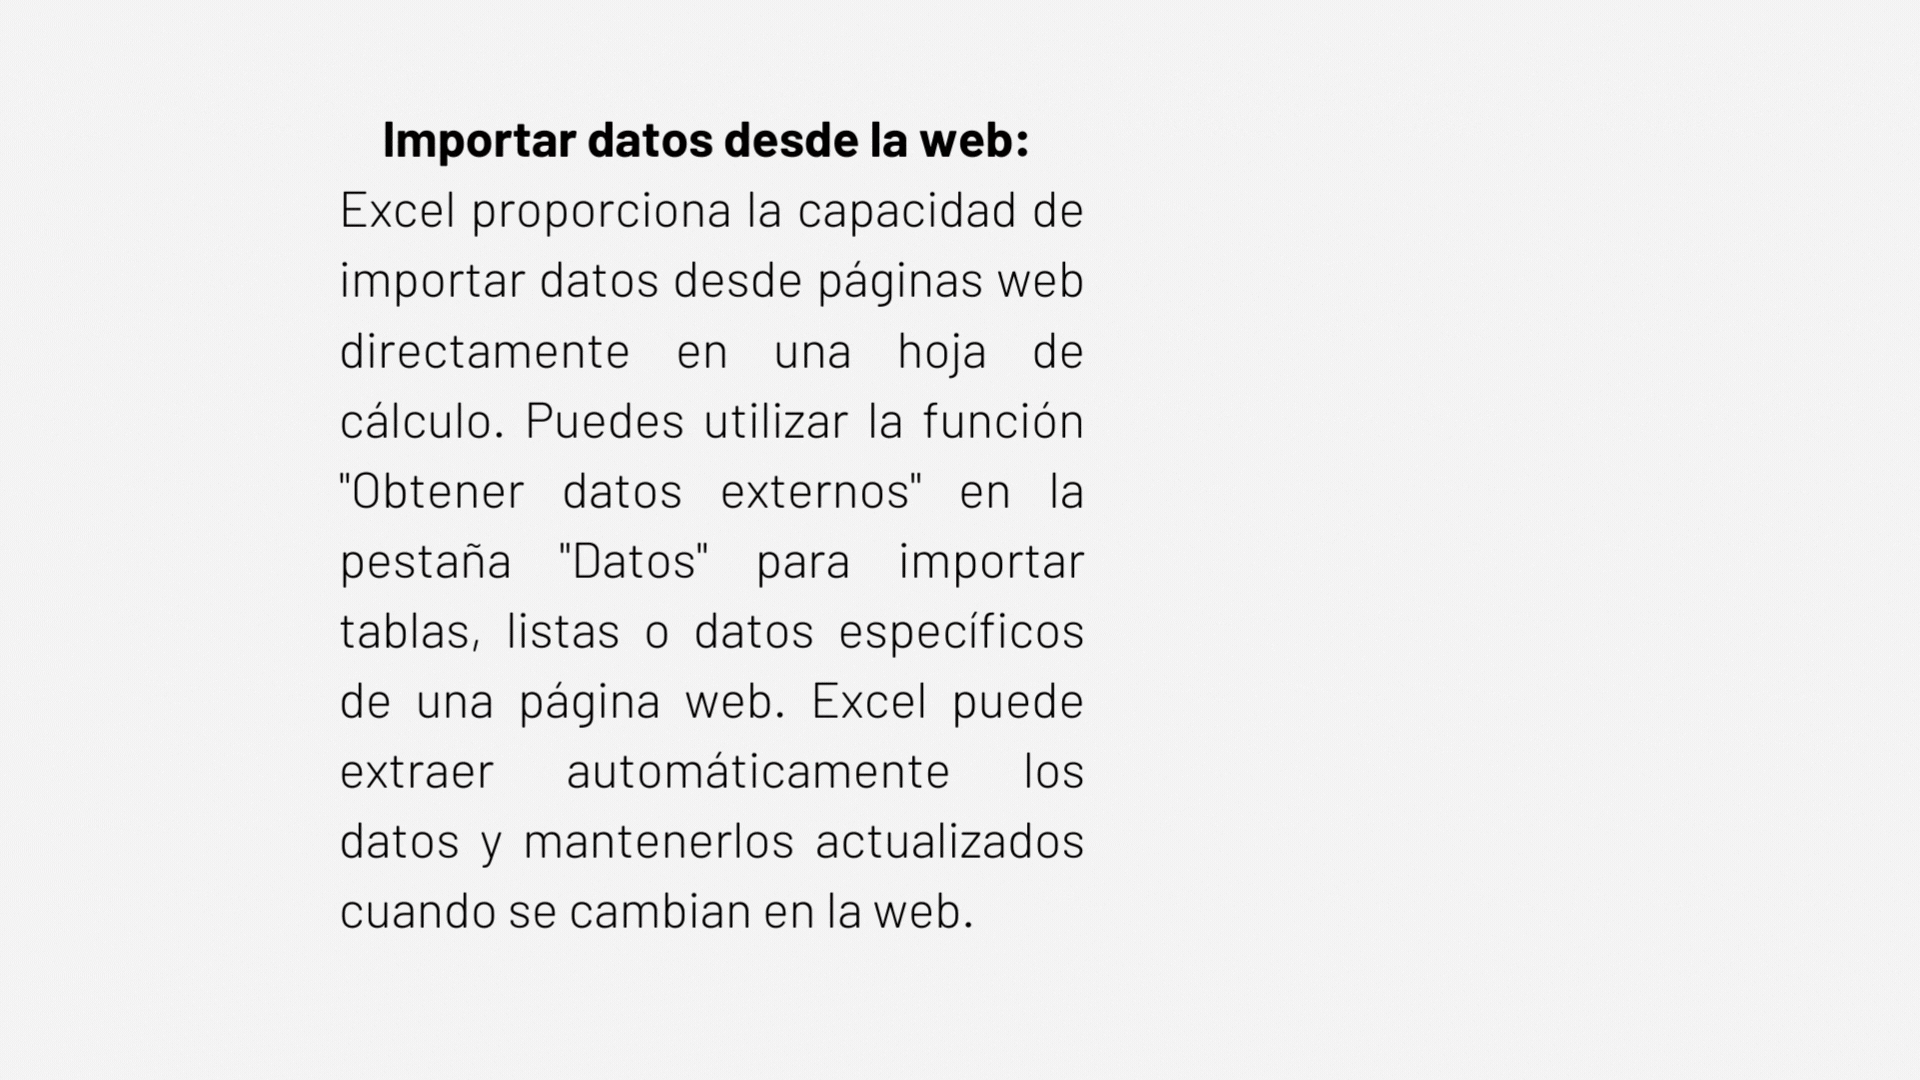 Importar datos desde la web:
Excel proporciona la capacidad de
importar datos desde páginas web
directamente en una hoja de
cálculo. Puedes utilizar la función
"Obtener datos externos" en la
pestaña "Datos" para importar
tablas, listas o datos específicos
de una página web. Excel puede
extraer automáticamente los
datos y mantenerlos actualizados
cuando se cambian en la web.